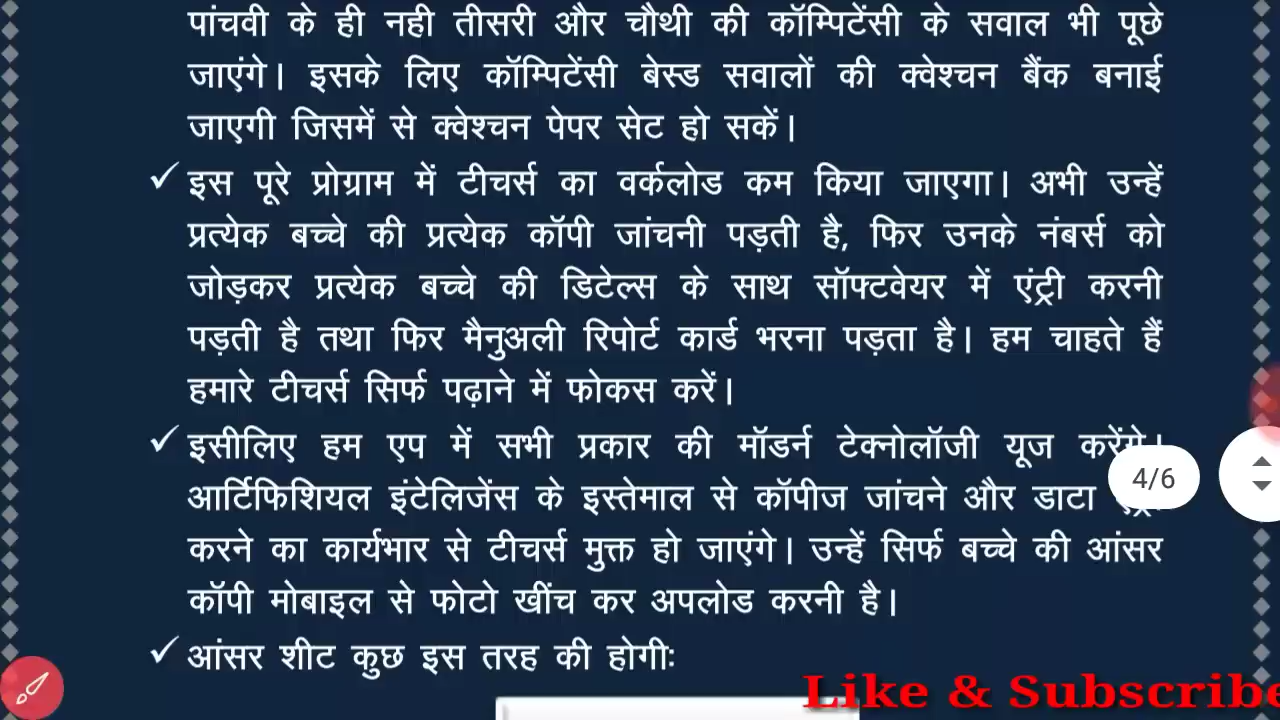 पांचवी के ही नही तीसरी और चौथी की कॉम्पिटेंसी के सवाल भी पूछे
जाएंगे। इसके लिए कॉम्पिटेंसी बेस्ड सवालों की क्वेश्चन बैंक बनाई
जाएगी जिसमें से क्वेश्चन पेपर सेट हो सकें।
✓ इस पूरे प्रोग्राम में टीचर्स का वर्कलोड कम किया जाएगा। अभी उन्हें
प्रत्येक बच्चे की प्रत्येक कॉपी जांचनी पड़ती है, फिर उनके नंबर्स को
जोड़कर प्रत्येक बच्चे की डिटेल्स के साथ सॉफ्टवेयर में एंट्री करनी
पड़ती है तथा फिर मैनुअली रिपोर्ट कार्ड भरना पड़ता है। हम चाहते हैं
हमारे टीचर्स सिर्फ पढ़ाने में फोकस करें।
✓ इसीलिए हम एप में सभी प्रकार की मॉडर्न टेक्नोलॉजी यूज करेंगे।
आर्टिफिशियल इंटेलिजेंस के इस्तेमाल से कॉपीज जांचने और डाटा
4/6
करने का कार्यभार से टीचर्स मुक्त हो जाएंगे। उन्हें सिर्फ बच्चे की आंसर
कॉपी मोबाइल से फोटो खींच कर अपलोड करनी है।
✓ आंसर शीट कुछ इस तरह की होगीः
Like & Subscribe